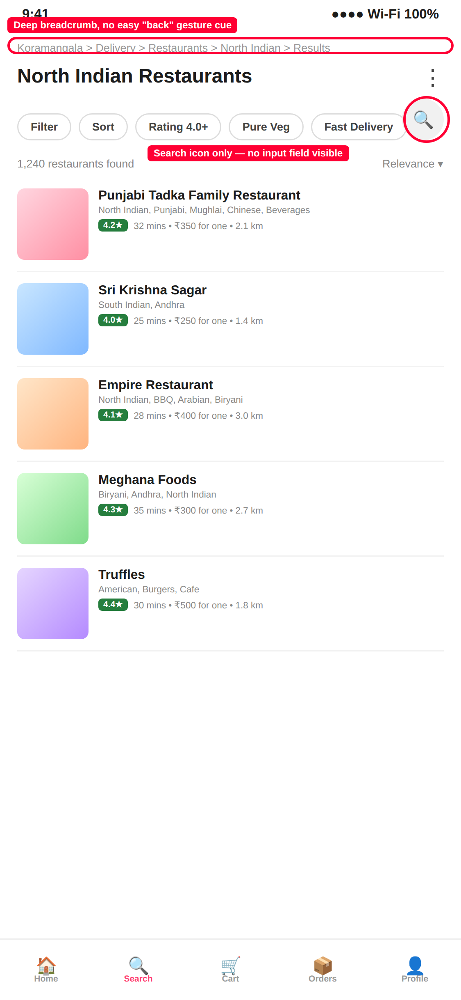 9:41 ●●●● Wi-Fi 100%
Deep breadcrumb, no easy "back" gesture cue
Koramangala > Delivery > Restaurants > North Indian > Results
North Indian Restaurants ⋮
Filter Sort Rating 4.0+ Pure Veg Fast Delivery
Search icon only — no input field visible
1,240 restaurants found Relevance ▾
Punjabi Tadka Family Restaurant
North Indian, Punjabi, Mughlai, Chinese, Beverages
4.2★ 32 mins • ₹350 for one • 2.1 km
Sri Krishna Sagar
South Indian, Andhra
4.0★ 25 mins • ₹250 for one • 1.4 km
Empire Restaurant
North Indian, BBQ, Arabian, Biryani
4.1★ 28 mins • ₹400 for one • 3.0 km
Meghana Foods
Biryani, Andhra, North Indian
4.3★ 35 mins • ₹300 for one • 2.7 km
Truffles
American, Burgers, Cafe
4.4★ 30 mins • ₹500 for one • 1.8 km
Home Search Cart Orders Profile